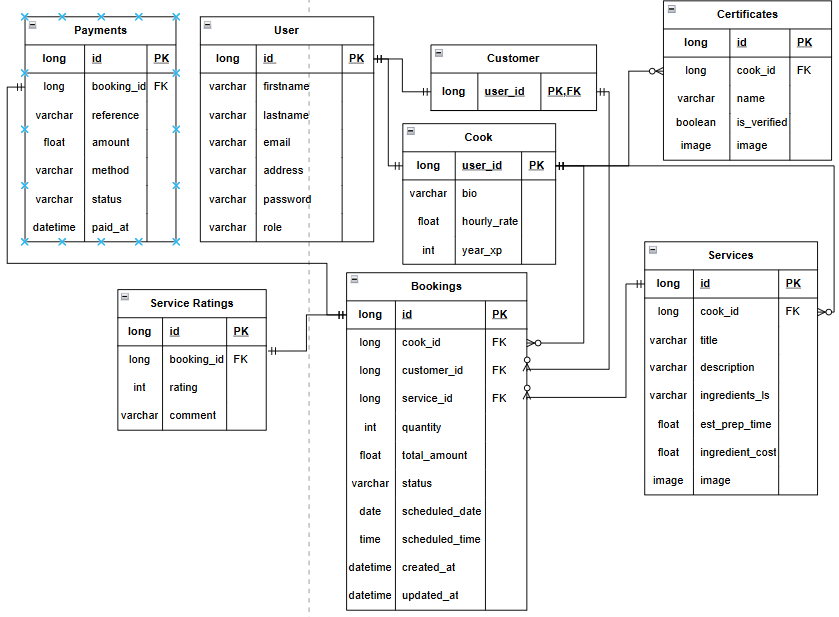 Payments
long id PK
long booking_id FK
varchar reference
float amount
varchar method
varchar status
datetime paid_at
User
long id PK
varchar firstname
varchar lastname
varchar email
varchar address
varchar password
varchar role
Customer
long user_id PK,FK
Cook
long user_id PK
varchar bio
float hourly_rate
int year_xp
Certificates
long id PK
long cook_id FK
varchar name
boolean is_verified
image image
Service Ratings
long id PK
long booking_id FK
int rating
varchar comment
Bookings
long id PK
long cook_id FK
long customer_id FK
long service_id FK
int quantity
float total_amount
varchar status
date scheduled_date
time scheduled_time
datetime created_at
datetime updated_at
Services
long id PK
long cook_id FK
varchar title
varchar description
varchar ingredients_ls
float est_prep_time
float ingredient_cost
image image